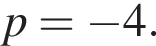 p = −4.